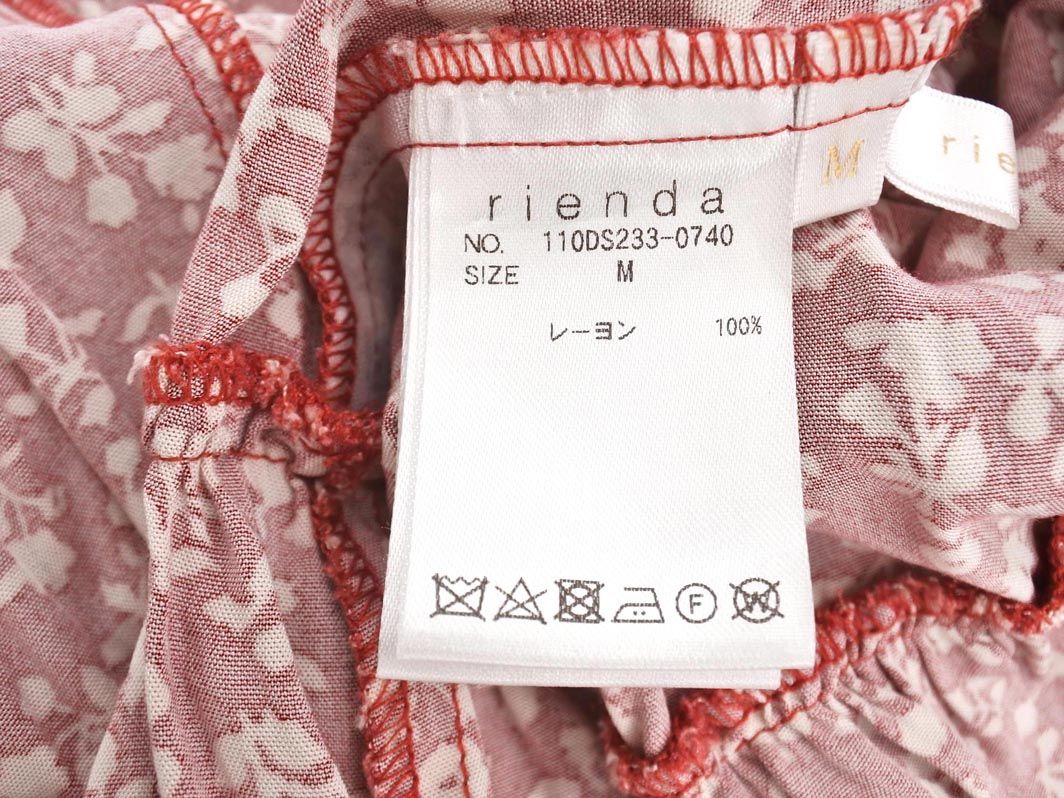 rienda
NO. 110DS233-0740
SIZE M
レーヨン 100%
F
W
M
rie